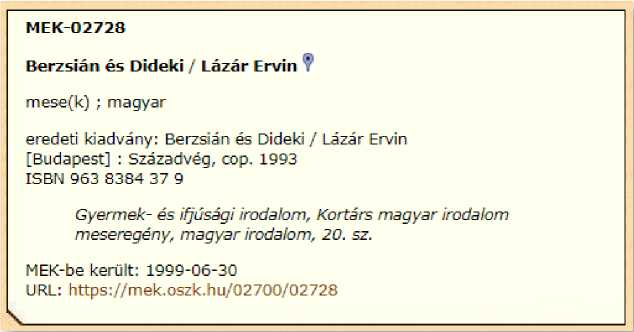 MEK-02728
Berzsián és Dideki / Lázár Ervin
mese(k) ; magyar
eredeti kiadvány: Berzsián és Dideki / Lázár Ervin
[Budapest] : Századvég, cop. 1993
ISBN 963 8384 37 9
Gyermek- és ifjúsági irodalom, Kortárs magyar irodalom
meseregény, magyar irodalom, 20. sz.
MEK-be került: 1999-06-30
URL: https://mek.oszk.hu/02700/02728